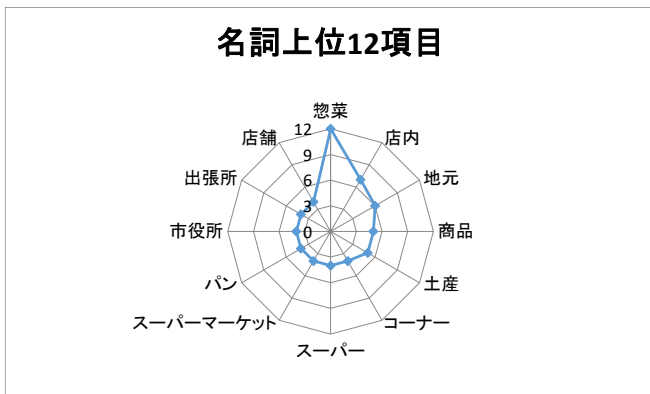 名詞上位12項目
惣菜
店内
地元
商品
土産
コーナー
スーパー
スーパーマーケット
パン
市役所
出張所
店舗
12
9
6
3
0